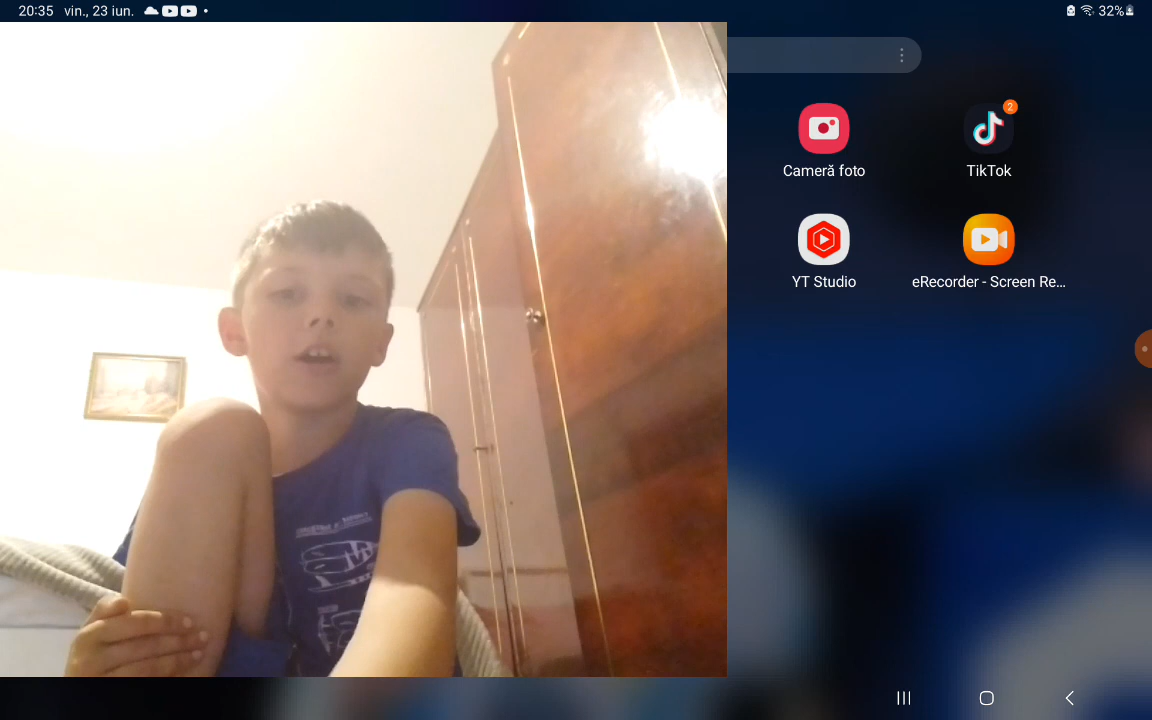 20:35 vin., 23 iun.
32%
2
Cameră foto
TikTok
YT Studio
eRecorder - Screen Re...